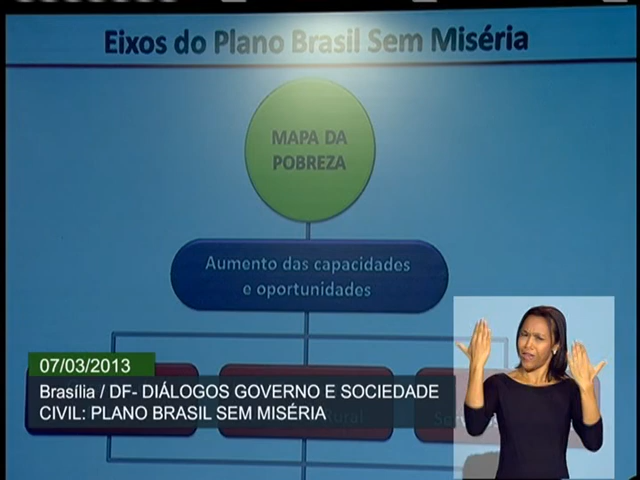 Eixos do Plano Brasil Sem Miséria
MAPA DA
POBREZA
Aumento das capacidades
e oportunidades
07/03/2013
Brasília / DF- DIÁLOGOS GOVERNO E SOCIEDADE
CIVIL: PLANO BRASIL SEM MISÉRIA